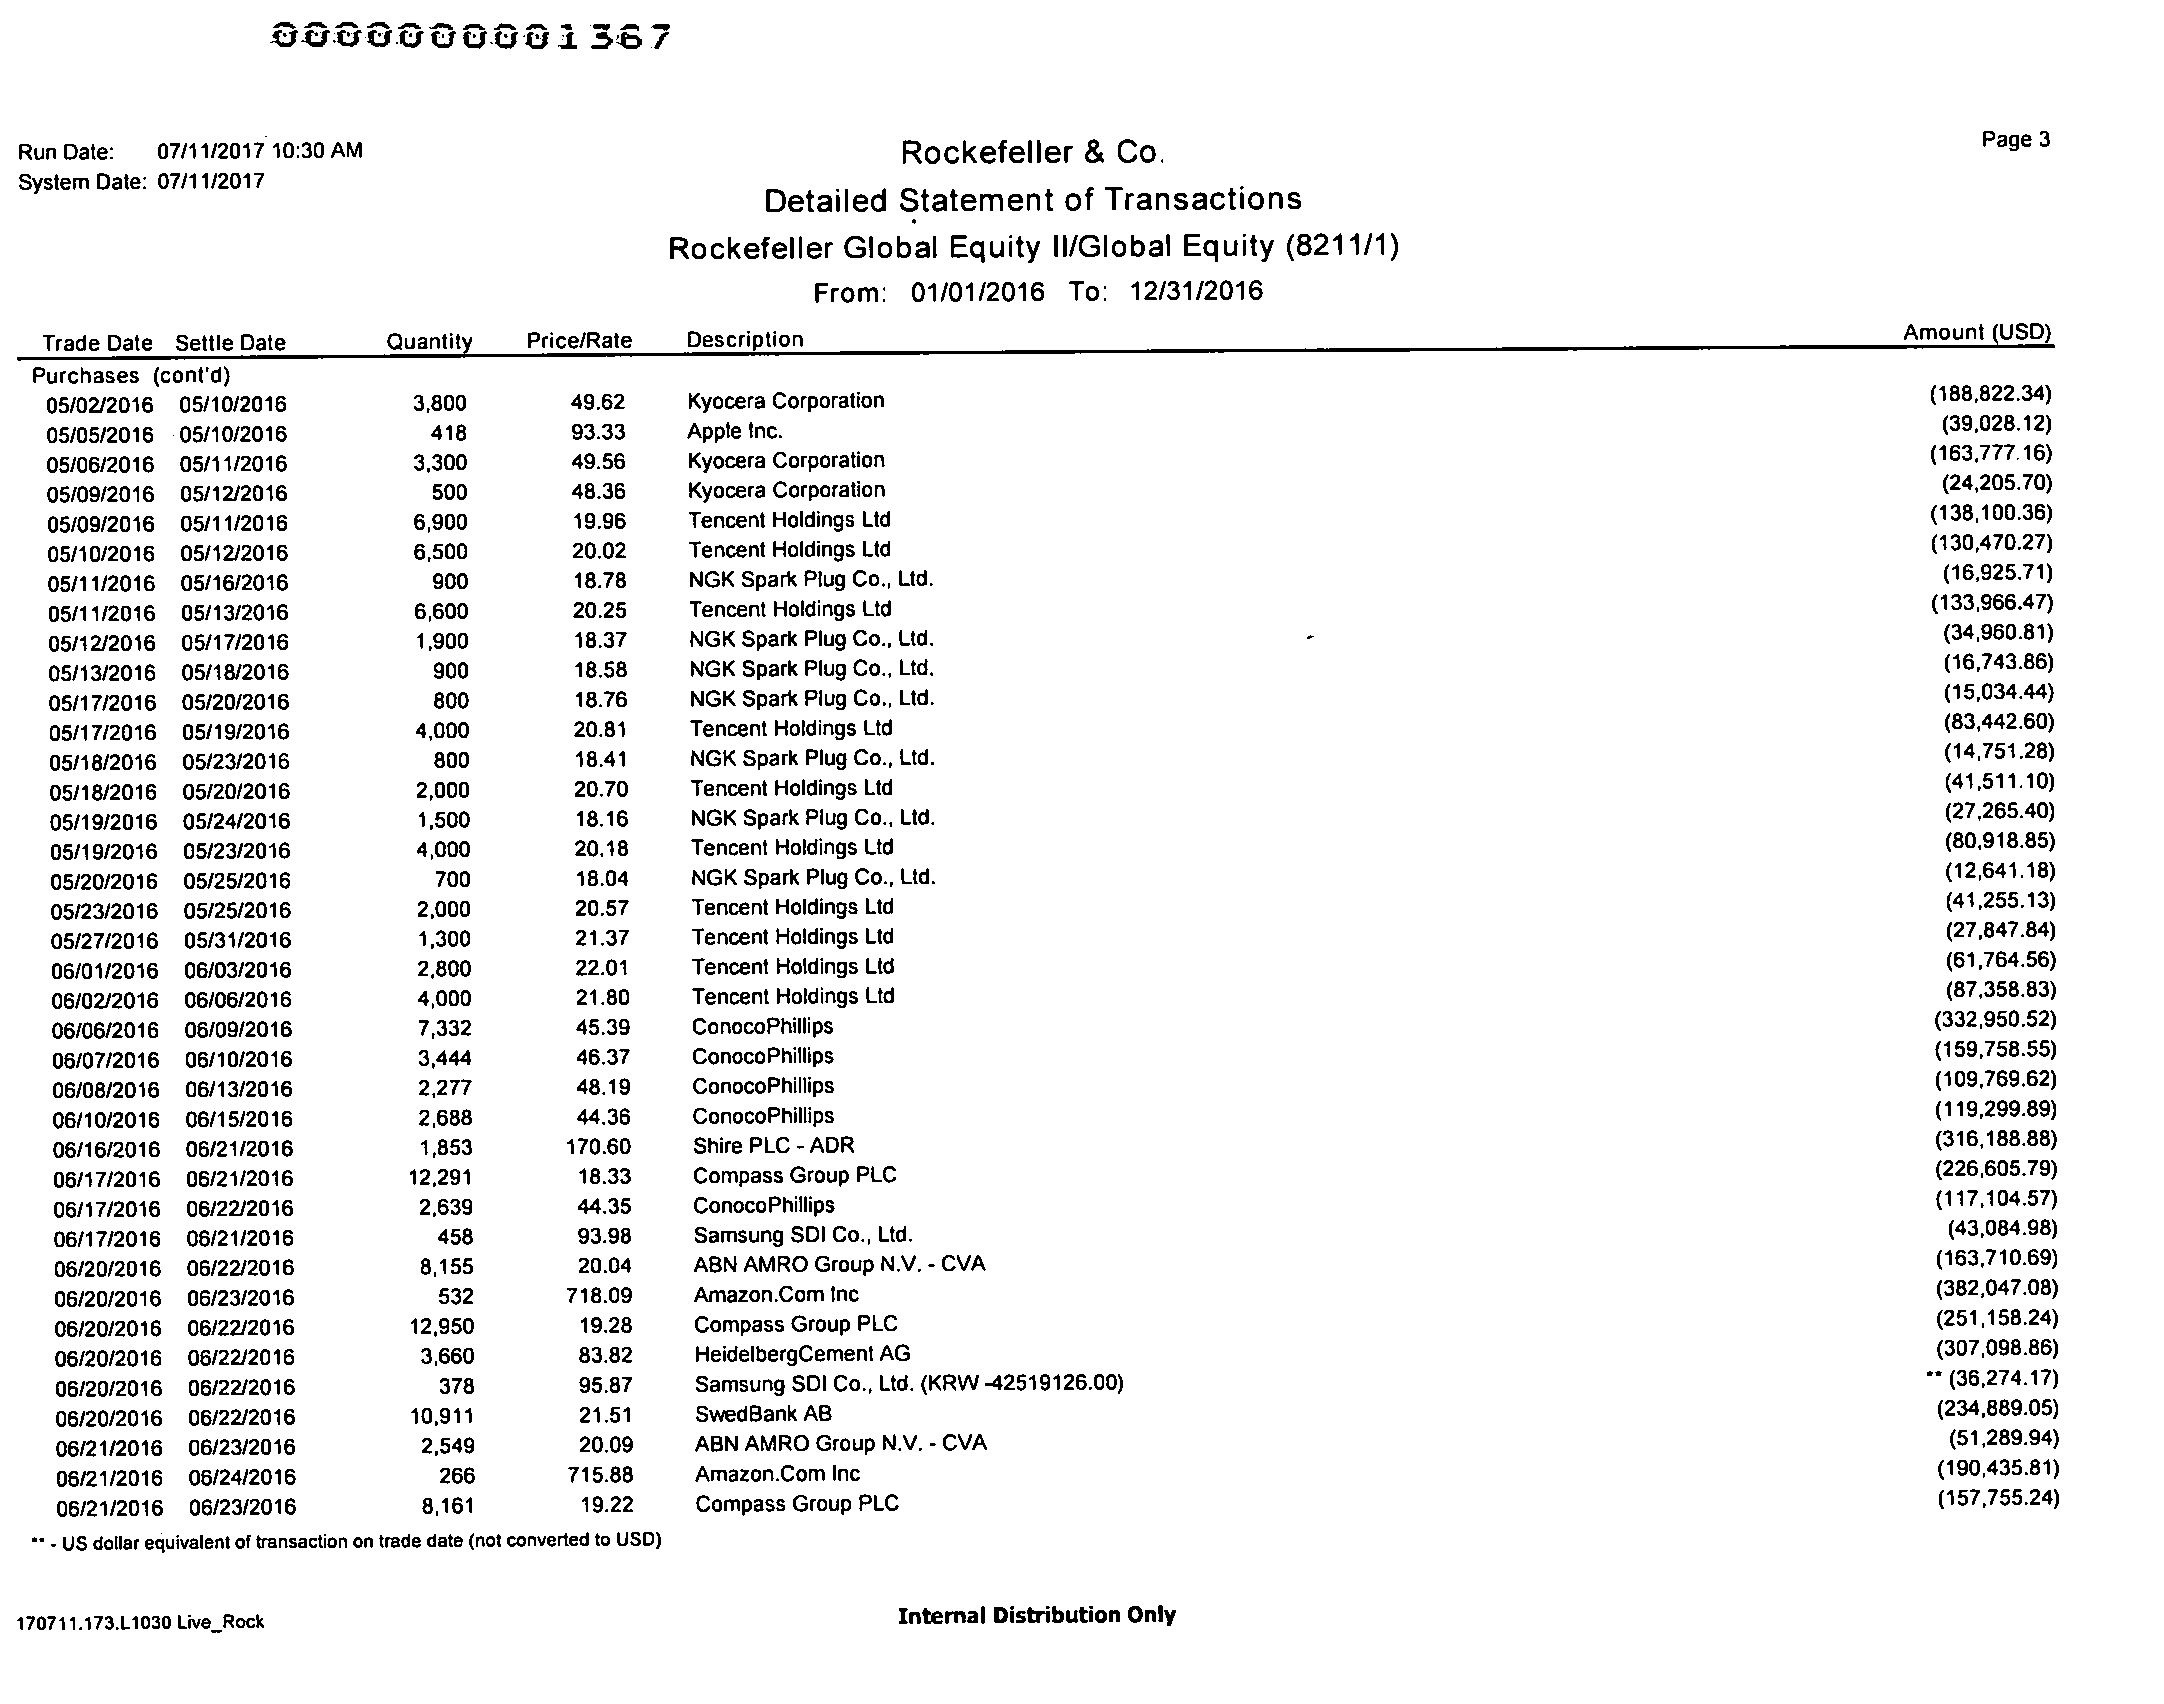 0000000001367
Run Date: 07/11/2017 10:30 AM
Rockefeller & Co.
Page 3
System Date: 07/11/2017
Detailed Statement of Transactions
Rockefeller Global Equity II/Global Equity (8211/1)
From: 01/01/2016 To: 12/31/2016
Trade Date Settle Date Quantity Price/Rate Description Amount (USD)
Purchases (cont'd)
05/02/2016 05/10/2016 3,800 49.62 Kyocera Corporation (188,822.34)
05/05/2016 05/10/2016 418 93.33 Apple Inc. (39,028.12)
05/06/2016 05/11/2016 3,300 49.56 Kyocera Corporation (163,777.16)
05/09/2016 05/12/2016 500 48.36 Kyocera Corporation (24,205.70)
05/09/2016 05/11/2016 6,900 19.96 Tencent Holdings Ltd (138,100.36)
05/10/2016 05/12/2016 6,500 20.02 Tencent Holdings Ltd (130,470.27)
05/11/2016 05/16/2016 900 18.78 NGK Spark Plug Co., Ltd. (16,925.71)
05/11/2016 05/13/2016 6,600 20.25 Tencent Holdings Ltd (133,966.47)
05/12/2016 05/17/2016 1,900 18.37 NGK Spark Plug Co., Ltd. (34,960.81)
05/13/2016 05/18/2016 900 18.58 NGK Spark Plug Co., Ltd. (16,743.86)
05/17/2016 05/20/2016 800 18.76 NGK Spark Plug Co., Ltd. (15,034.44)
05/17/2016 05/19/2016 4,000 20.81 Tencent Holdings Ltd (83,442.60)
05/18/2016 05/23/2016 800 18.41 NGK Spark Plug Co., Ltd. (14,751.28)
05/18/2016 05/20/2016 2,000 20.70 Tencent Holdings Ltd (41,511.10)
05/19/2016 05/24/2016 1,500 18.16 NGK Spark Plug Co., Ltd. (27,265.40)
05/19/2016 05/23/2016 4,000 20.18 Tencent Holdings Ltd (80,918.85)
05/20/2016 05/25/2016 700 18.04 NGK Spark Plug Co., Ltd. (12,641.18)
05/23/2016 05/25/2016 2,000 20.57 Tencent Holdings Ltd (41,255.13)
05/27/2016 05/31/2016 1,300 21.37 Tencent Holdings Ltd (27,847.84)
06/01/2016 06/03/2016 2,800 22.01 Tencent Holdings Ltd (61,764.56)
06/02/2016 06/06/2016 4,000 21.80 Tencent Holdings Ltd (87,358.83)
06/06/2016 06/09/2016 7,332 45.39 ConocoPhillips (332,950.52)
06/07/2016 06/10/2016 3,444 46.37 ConocoPhillips (159,758.55)
06/08/2016 06/13/2016 2,277 48.19 ConocoPhillips (109,769.62)
06/10/2016 06/15/2016 2,688 44.36 ConocoPhillips (119,299.89)
06/16/2016 06/21/2016 1,853 170.60 Shire PLC - ADR (316,188.88)
06/17/2016 06/21/2016 12,291 18.33 Compass Group PLC (226,605.79)
06/17/2016 06/22/2016 2,639 44.35 ConocoPhillips (117,104.57)
06/17/2016 06/21/2016 458 93.98 Samsung SDI Co., Ltd. (43,084.98)
06/20/2016 06/22/2016 8,155 20.04 ABN AMRO Group N.V. - CVA (163,710.69)
06/20/2016 06/23/2016 532 718.09 Amazon.Com Inc (382,047.08)
06/20/2016 06/22/2016 12,950 19.28 Compass Group PLC (251,158.24)
06/20/2016 06/22/2016 3,660 83.82 HeidelbergCement AG (307,098.86)
06/20/2016 06/22/2016 378 95.87 Samsung SDI Co., Ltd. (KRW -42519126.00) ** (36,274.17)
06/20/2016 06/22/2016 10,911 21.51 SwedBank AB (234,889.05)
06/21/2016 06/23/2016 2,549 20.09 ABN AMRO Group N.V. - CVA (51,289.94)
06/21/2016 06/24/2016 266 715.88 Amazon.Com Inc (190,435.81)
06/21/2016 06/23/2016 8,161 19.22 Compass Group PLC (157,755.24)
** - US dollar equivalent of transaction on trade date (not converted to USD)
170711.173.L1030 Live_Rock
Internal Distribution Only